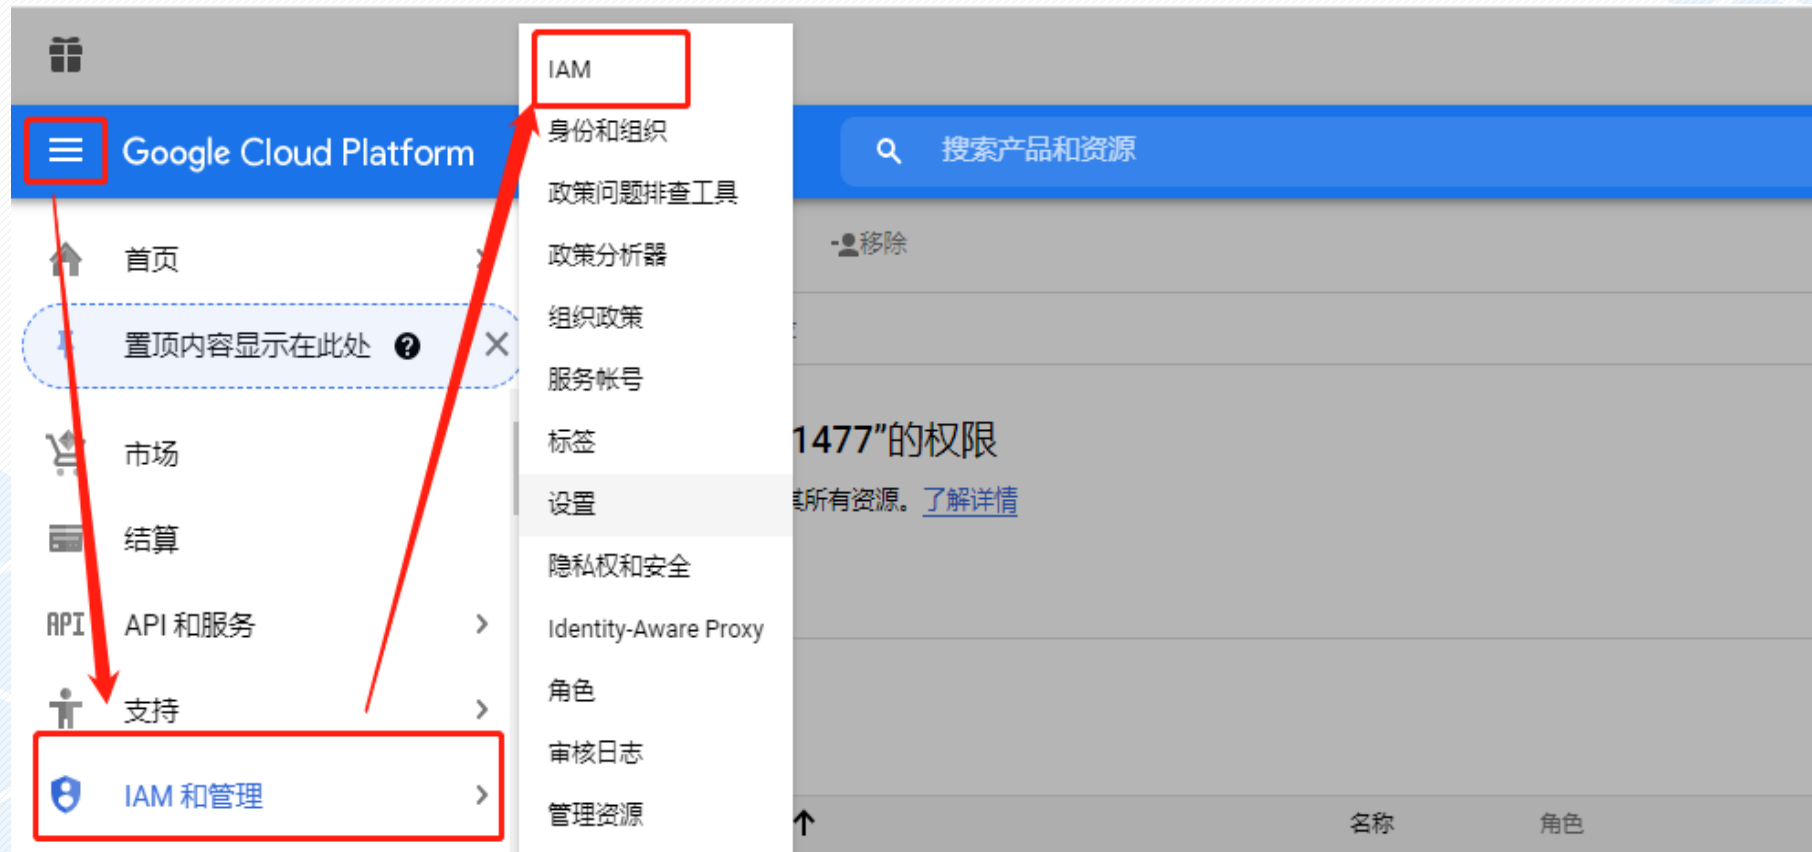 Google Cloud Platform
搜索产品和资源
首页
置顶内容显示在此处
市场
结算
API
API 和服务
支持
IAM 和管理
IAM
身份和组织
政策问题排查工具
政策分析器
组织政策
服务帐号
标签
设置
隐私权和安全
Identity-Aware Proxy
角色
审核日志
管理资源
移除
1477”的权限
所有资源。了解详情
名称
角色